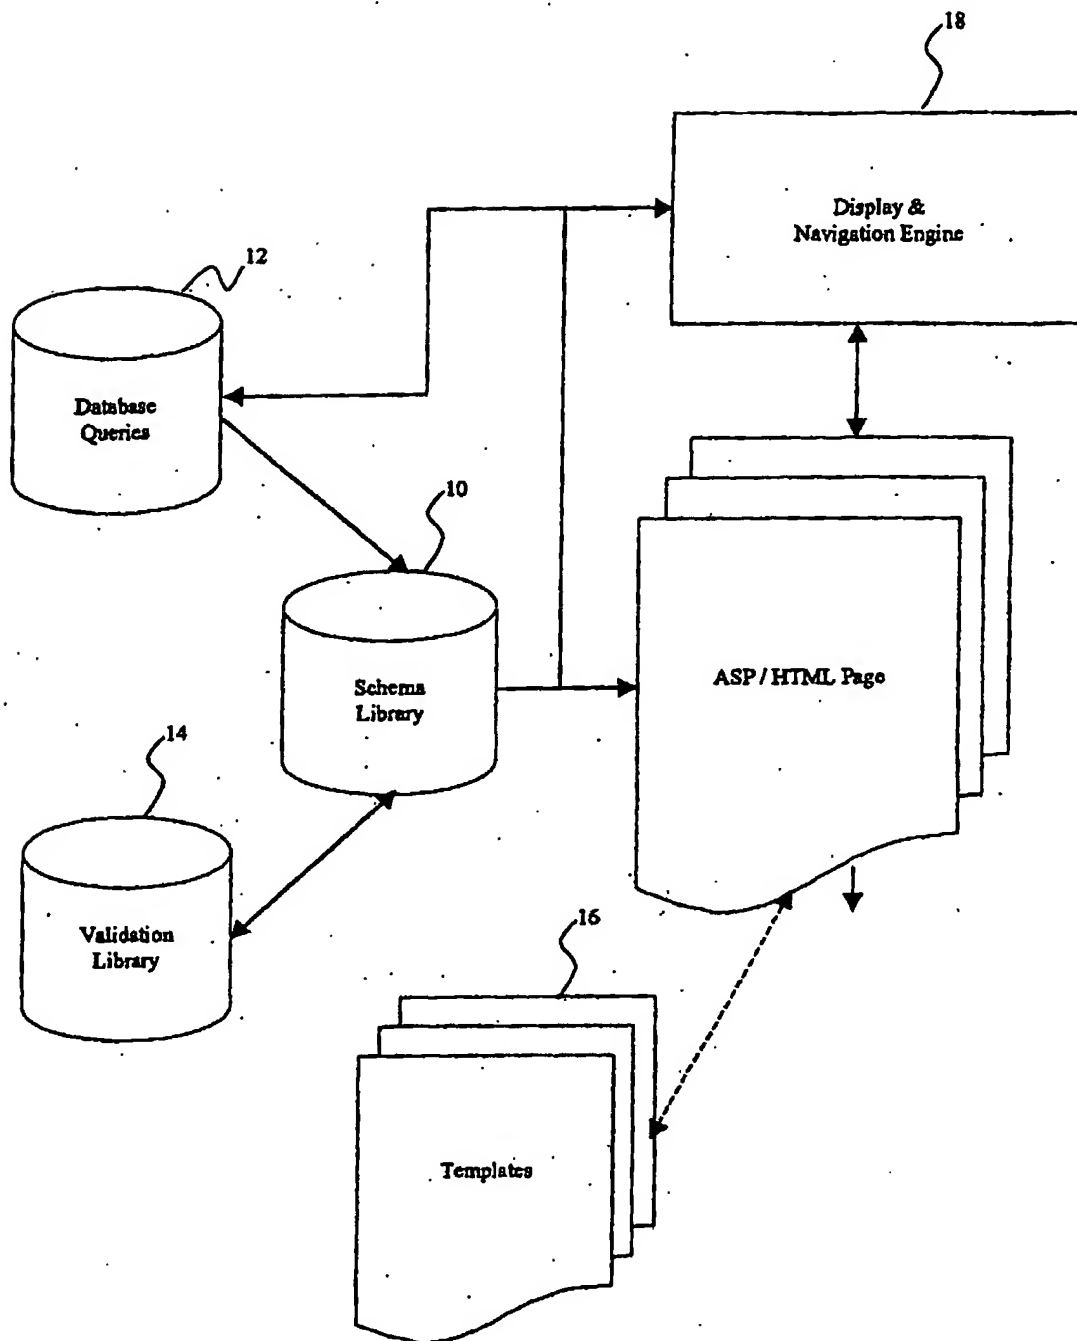 18
Display &
Navigation Engine
12
Database
Queries
10
Schema
Library
ASP / HTML Page
14
Validation
Library
16
Templates